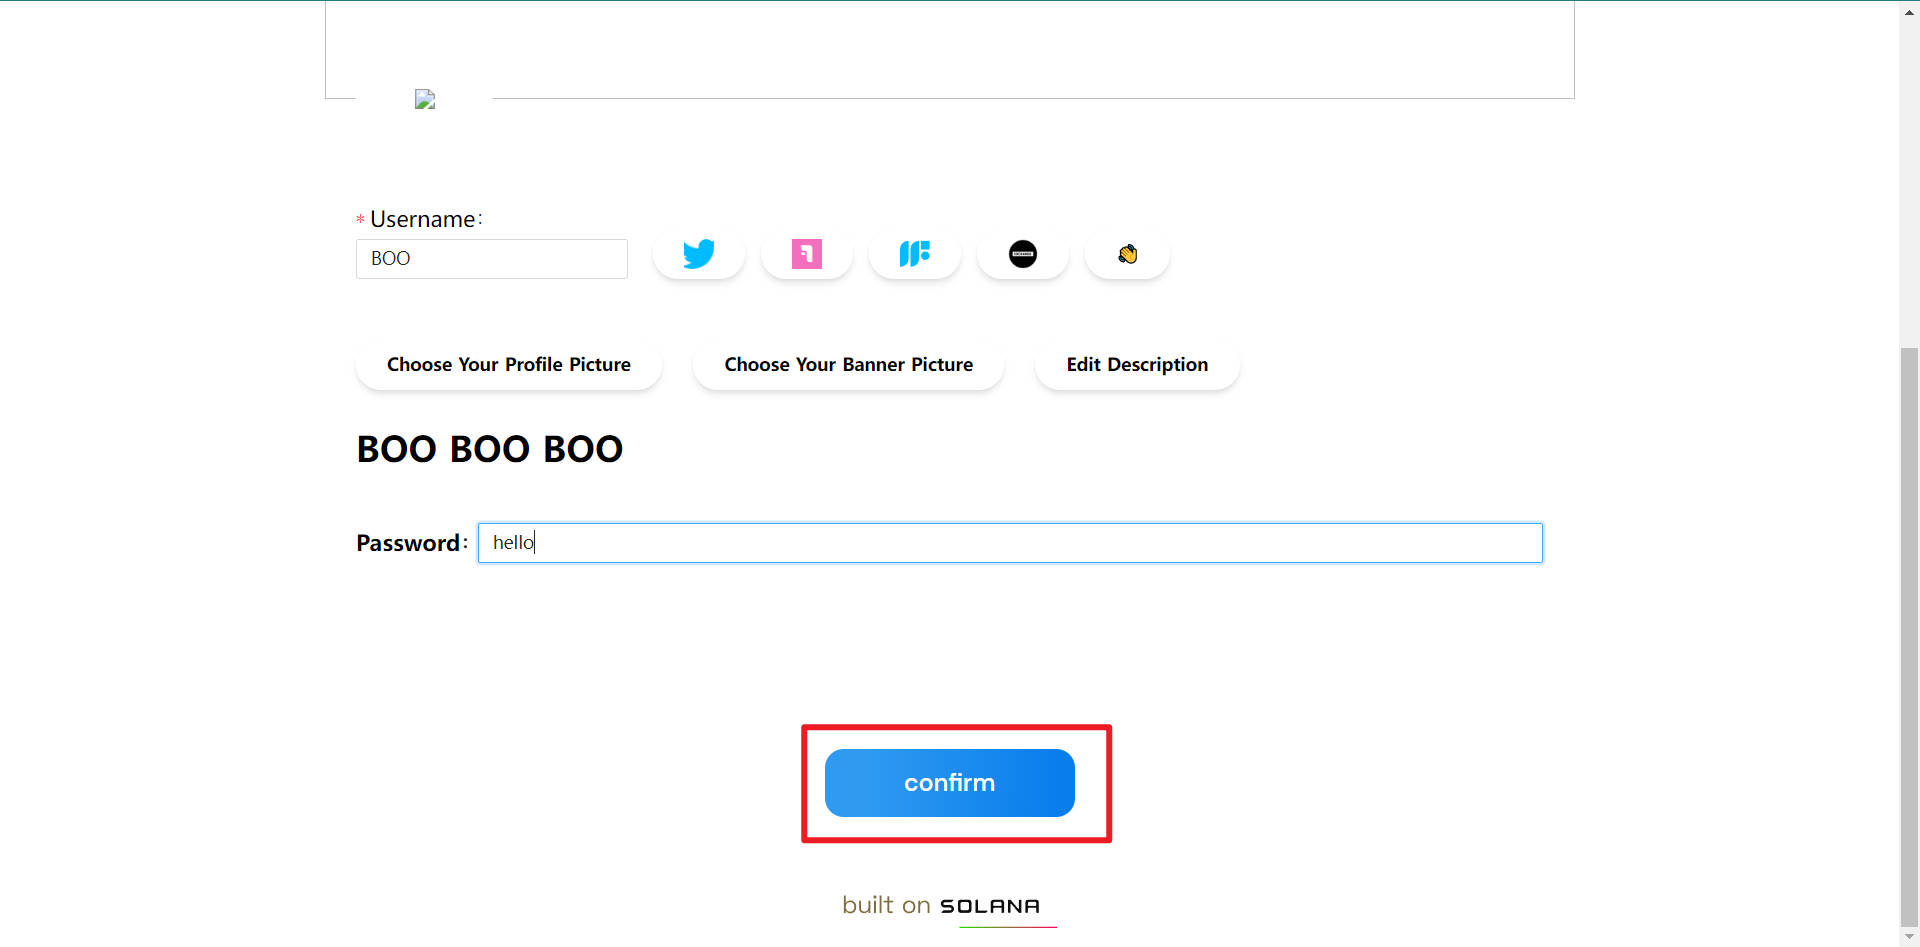 * Username:
BOO
Choose Your Profile Picture
Choose Your Banner Picture
Edit Description
BOO BOO BOO
Password:
hello
confirm
built on SOLANA